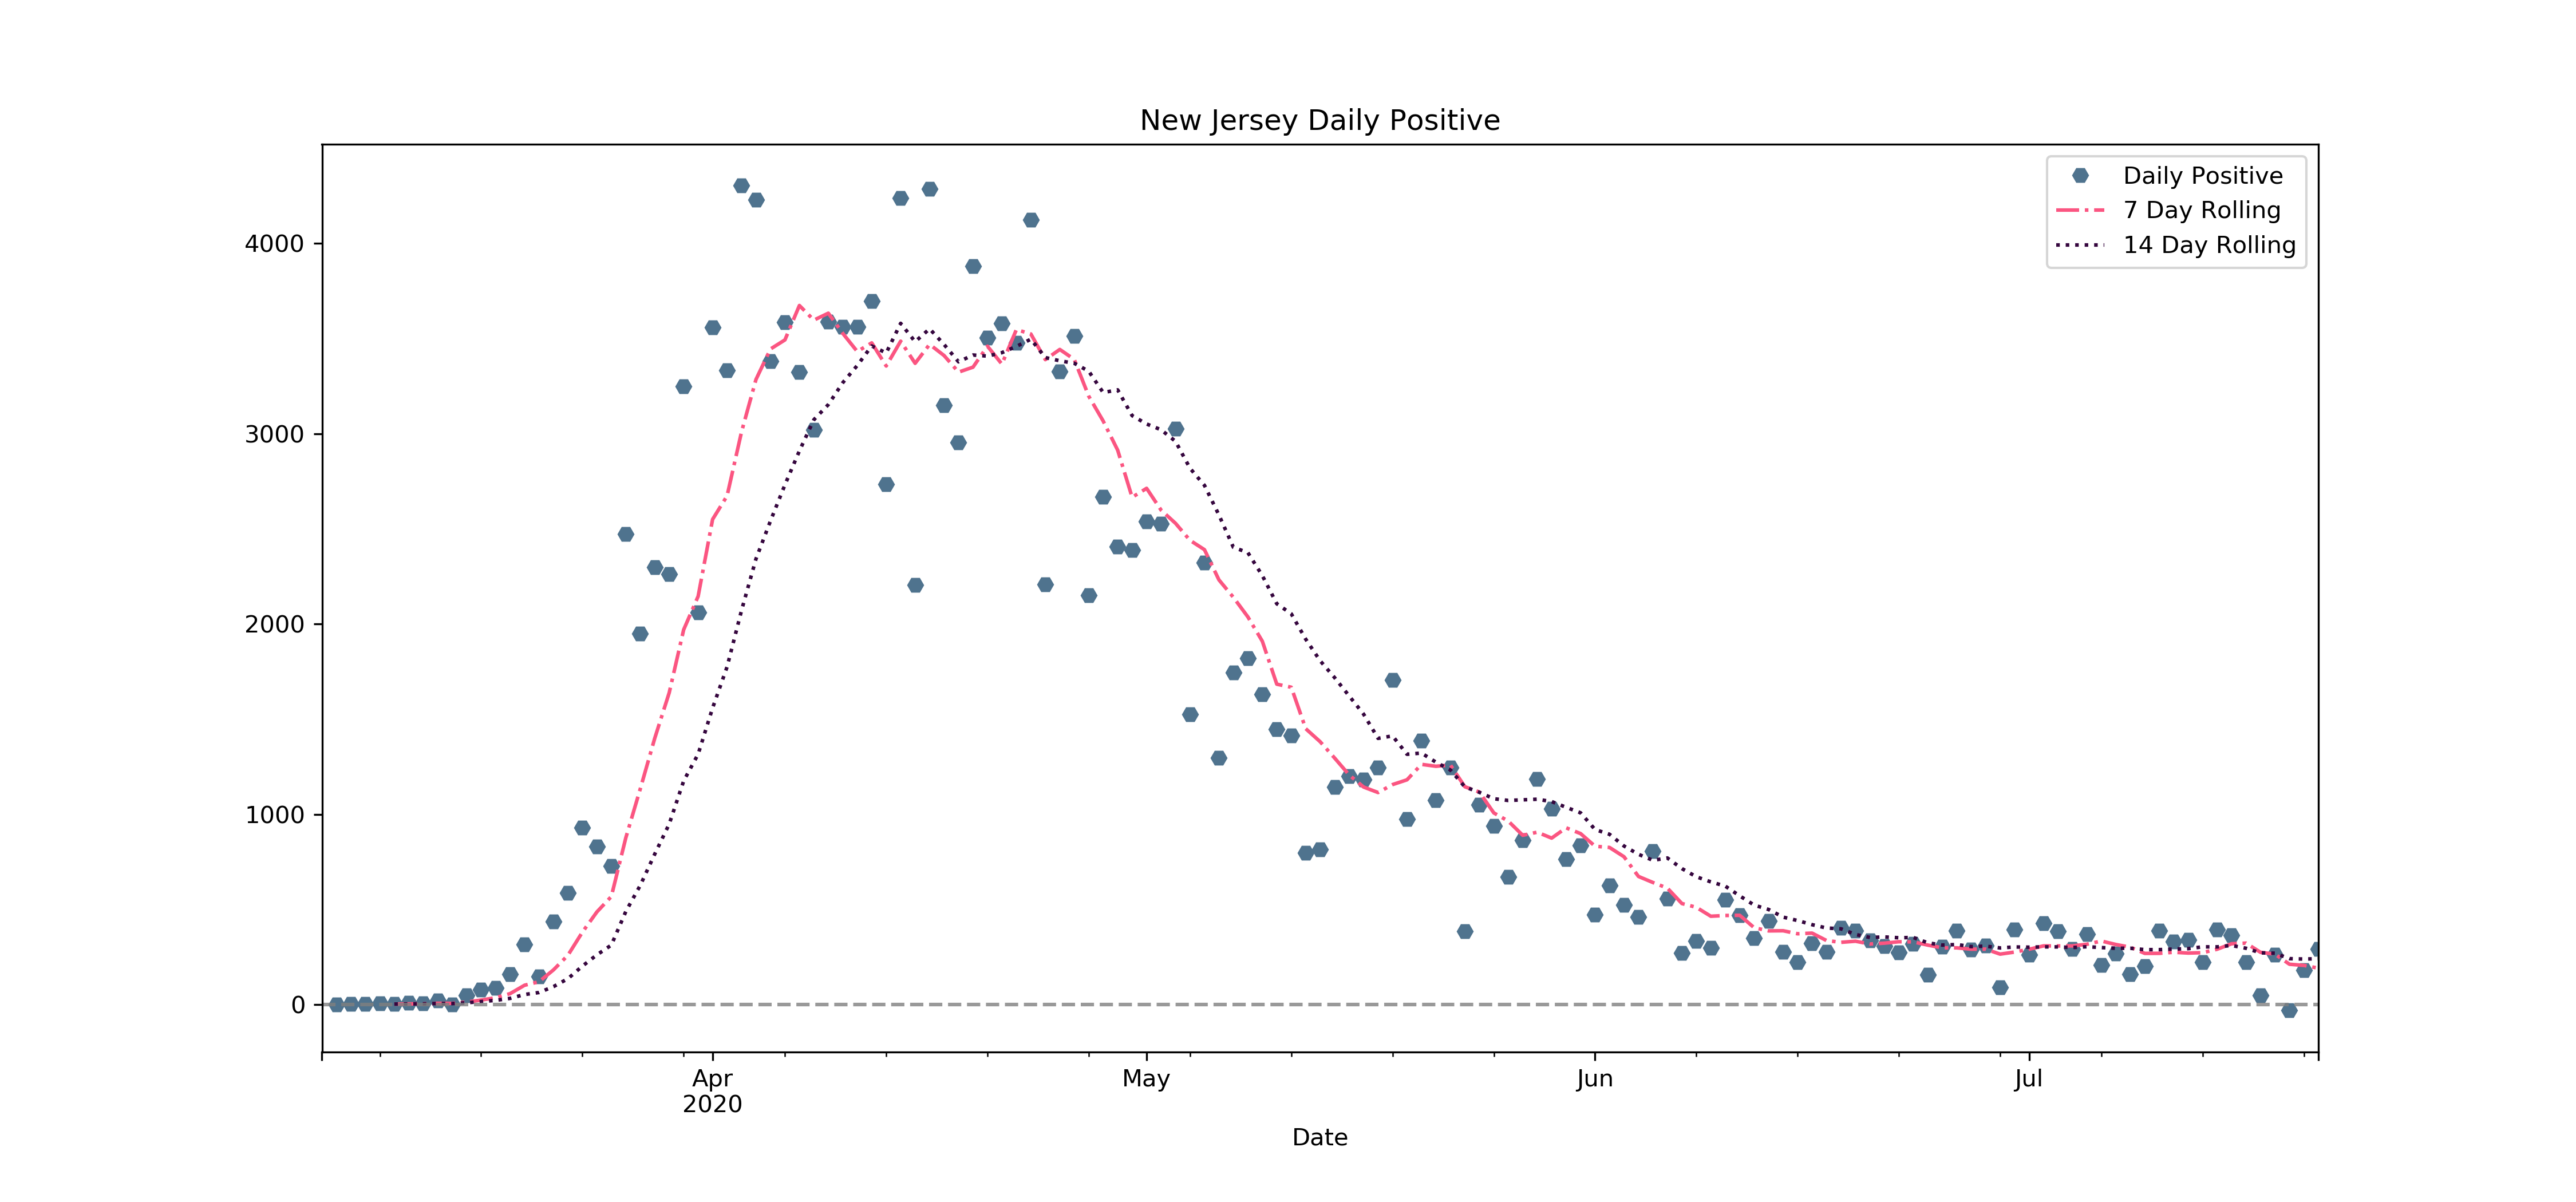 New Jersey Daily Positive
Daily Positive
7 Day Rolling
14 Day Rolling
4000
3000
2000
1000
0
Apr
2020
May
Jun
Jul
Date